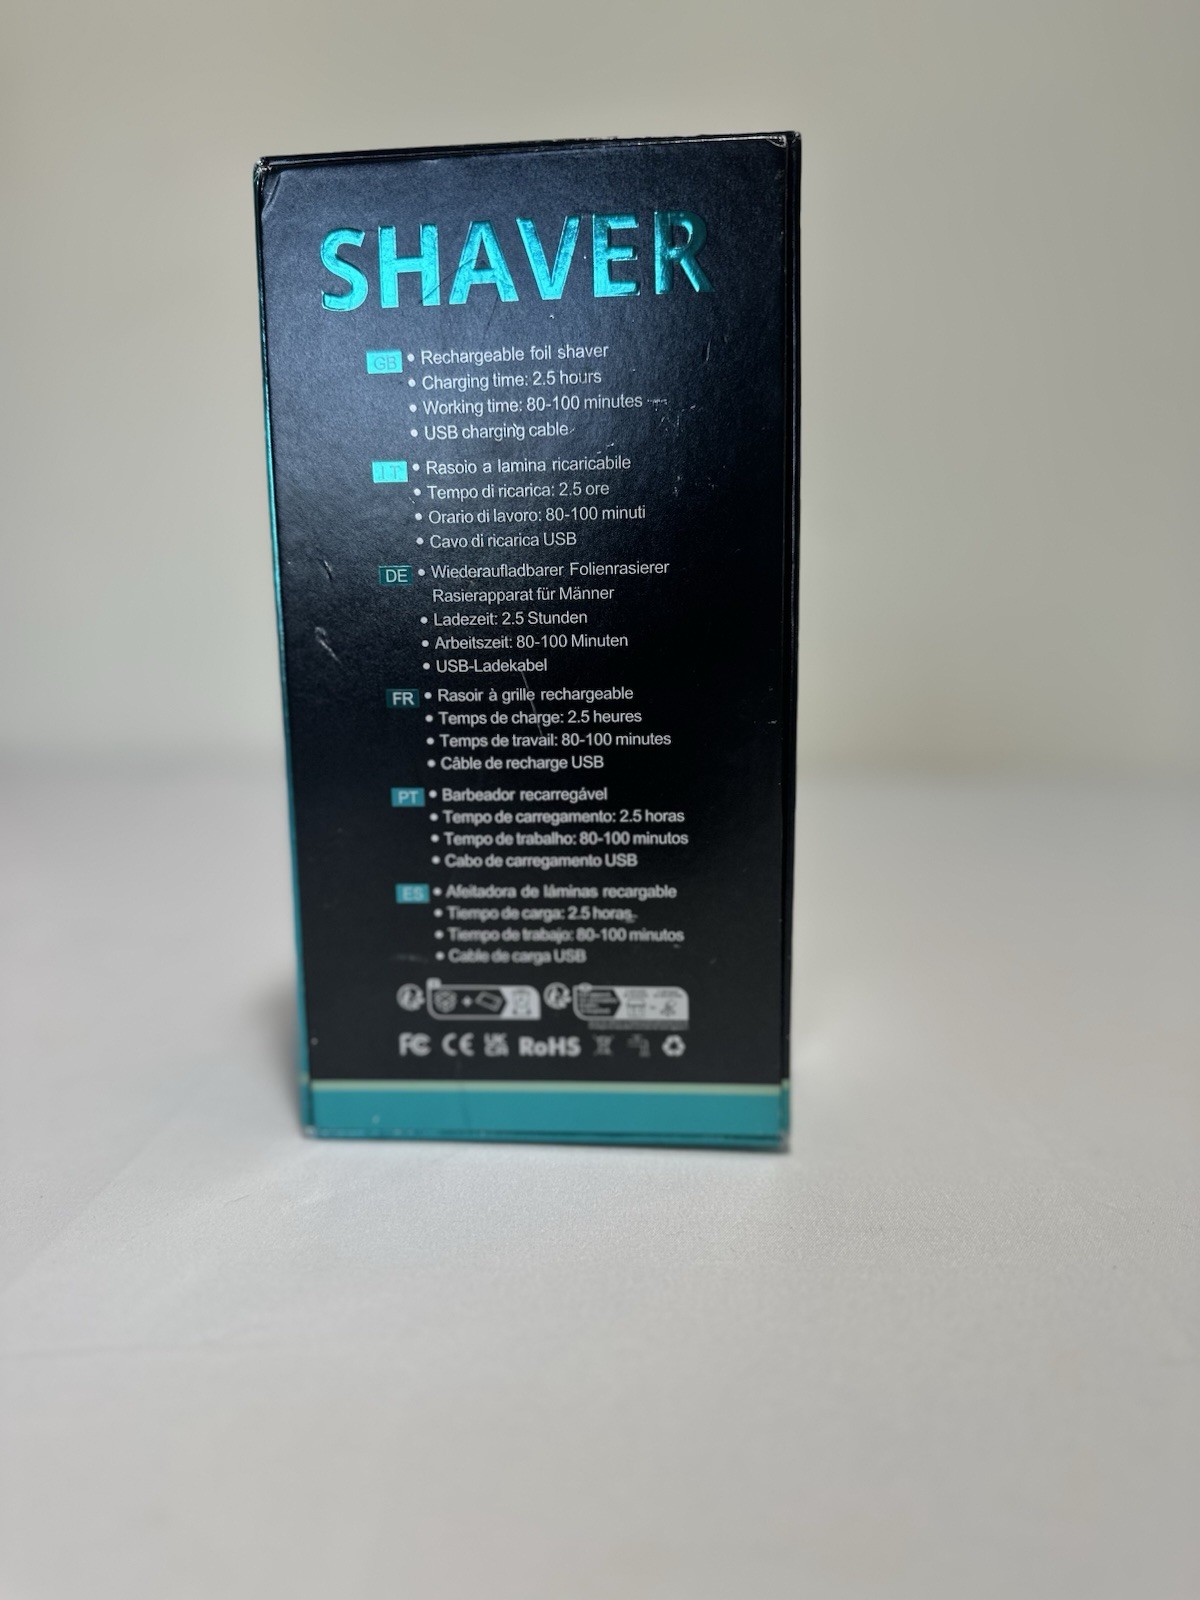 SHAVER
GB • Rechargeable foil shaver
• Charging time: 2.5 hours
• Working time: 80-100 minutes
• USB charging cable
IT • Rasoio a lamina ricaricabile
• Tempo di ricarica: 2.5 ore
• Orario di lavoro: 80-100 minuti
• Cavo di ricarica USB
DE • Wiederaufladbarer Folienrasierer
Rasierapparat für Männer
• Ladezeit: 2.5 Stunden
• Arbeitszeit: 80-100 Minuten
• USB-Ladekabel
FR • Rasoir à grille rechargeable
• Temps de charge: 2.5 heures
• Temps de travail: 80-100 minutes
• Câble de recharge USB
PT • Barbeador recarregável
• Tempo de carregamento: 2.5 horas
• Tempo de trabalho: 80-100 minutos
• Cabo de carregamento USB
ES • Afeitadora de láminas recargable
• Tiempo de carga: 2.5 horas
• Tiempo de trabajo: 80-100 minutos
• Cable de carga USB
FC CE UK CA RoHS